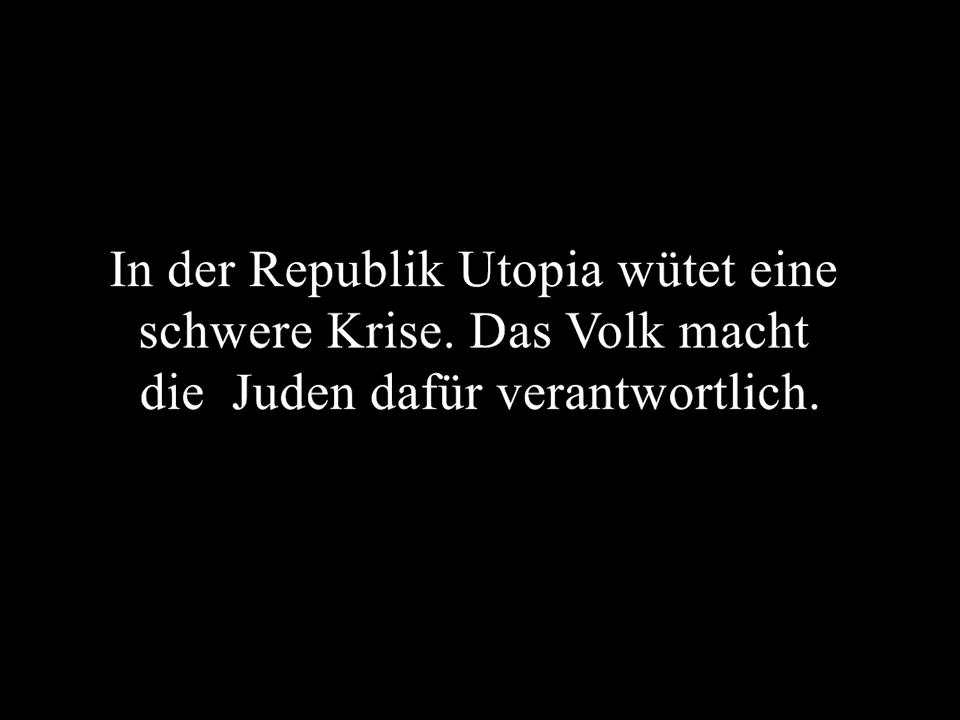 In der Republik Utopia wütet eine
schwere Krise. Das Volk macht
die  Juden dafür verantwortlich.